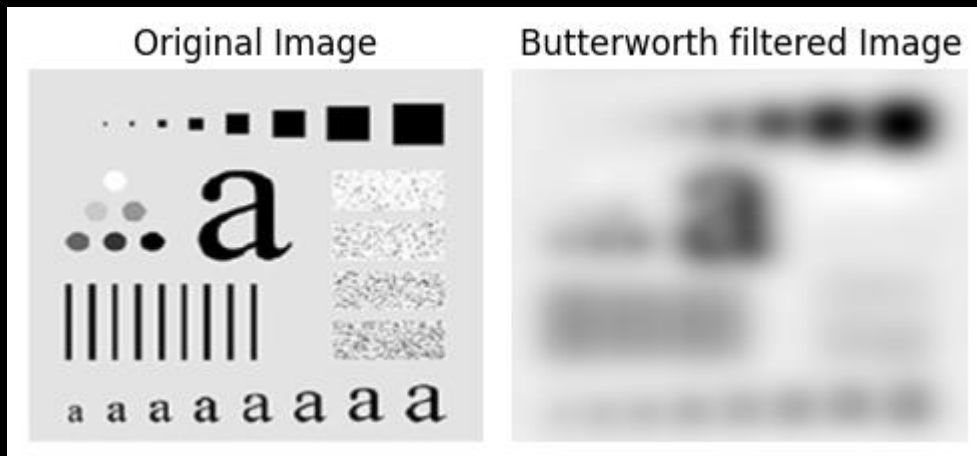 Original Image
Butterworth filtered Image
a
a a a a a a a a
a